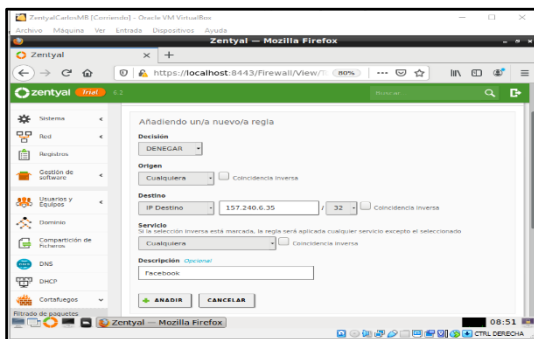 ZentyalCarlosMB [Corriendo] - Oracle VM VirtualBox
Archivo Máquina Ver Entrada Dispositivos Ayuda
Zentyal — Mozilla Firefox
Zentyal
https://localhost:8443/Firewall/View/T 80%
zentyal Trial 6.2 Buscar...
Sistema
Red
Registros
Gestión de software
Usuarios y Equipos
Dominio
Compartición de Ficheros
DNS
DHCP
Cortafuegos
Filtrado de paquetes
Añadiendo un/a nuevo/a regla
Decisión
DENEGAR
Origen
Cualquiera Coincidencia inversa
Destino
IP Destino 157.240.6.35 / 32 Coincidencia inversa
Servicio
Si la selección inversa está marcada, la regla será aplicada cualquier servicio excepto el seleccionado
Cualquiera Coincidencia inversa
Descripción Opcional
Facebook
+ AÑADIR CANCELAR
Zentyal — Mozilla Firefox 08:51
CTRL DERECHA